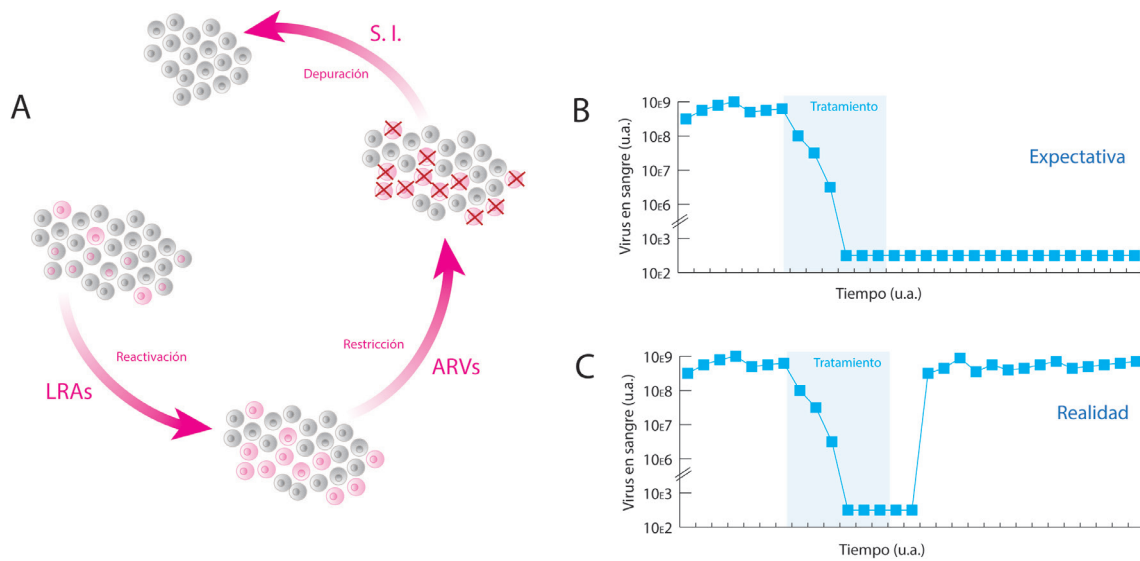 A
S. I.
Depuración
Reactivación
LRAs
Restricción
ARVs
B
Virus en sangre (u.a.)
10E9
10E8
10E7
10E6
10E3
10E2
Tratamiento
Expectativa
Tiempo (u.a.)
C
Virus en sangre (u.a.)
10E9
10E8
10E7
10E6
10E3
10E2
Tratamiento
Realidad
Tiempo (u.a.)